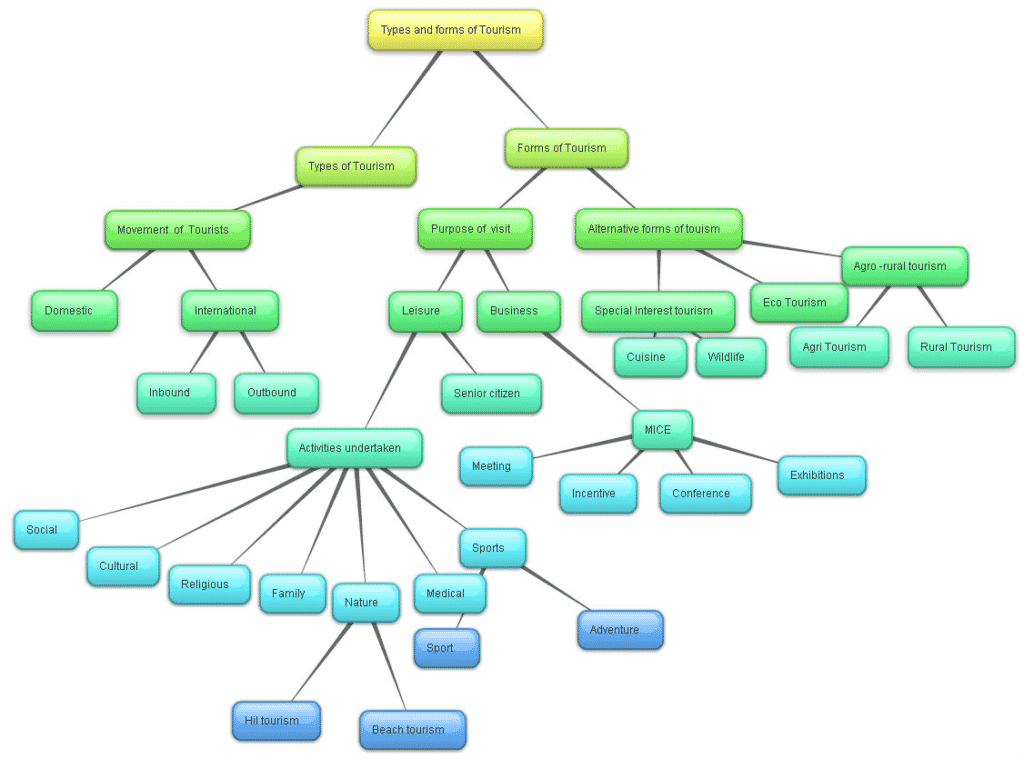 Types and forms of Tourism
Types of Tourism
Forms of Tourism
Movement of Tourists
Purpose of visit
Alternative forms of touism
Agro -rural tourism
Domestic
International
Leisure
Business
Special Interest tourism
Eco Tourism
Agri Tourism
Rural Tourism
Cuisine
Wildlife
Inbound
Outbound
Senior citizen
Activities undertaken
MICE
Meeting
Incentive
Conference
Exhibitions
Social
Cultural
Religious
Family
Nature
Medical
Sports
Sport
Adventure
Hil tourism
Beach tourism